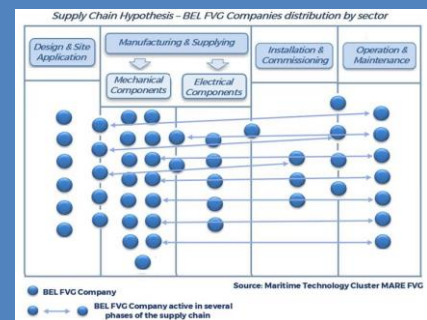 Supply Chain Hypothesis – BEL FVG Companies distribution by sector
Design & Site
Application
Manufacturing & Supplying
Mechanical
Components
Electrical
Components
Installation &
Commissioning
Operation &
Maintenance
BEL FVG Company
Source: Maritime Technology Cluster MARE FVG
BEL FVG Company active in several
phases of the supply chain